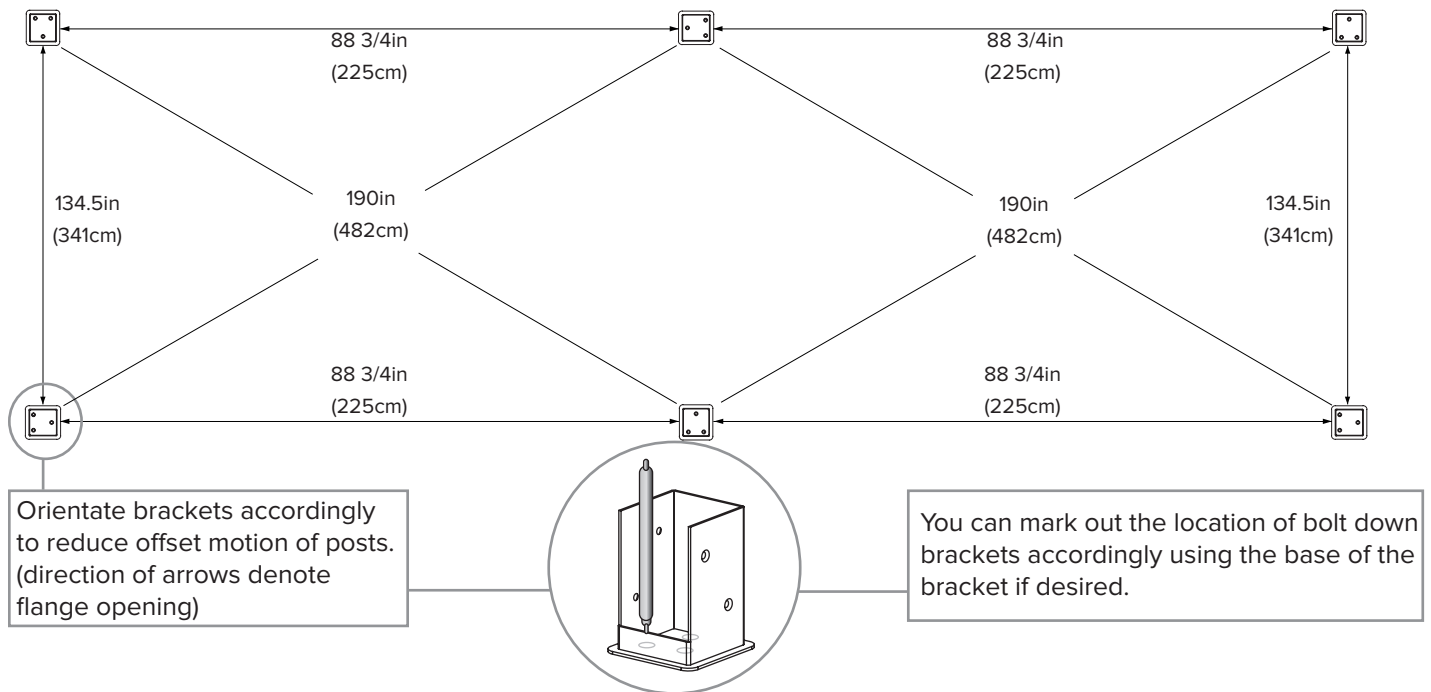 88 3/4in
(225cm)
88 3/4in
(225cm)
134.5in
(341cm)
190in
(482cm)
190in
(482cm)
134.5in
(341cm)
88 3/4in
(225cm)
88 3/4in
(225cm)
Orientate brackets accordingly
to reduce offset motion of posts.
(direction of arrows denote
flange opening)
You can mark out the location of bolt down
brackets accordingly using the base of the
bracket if desired.